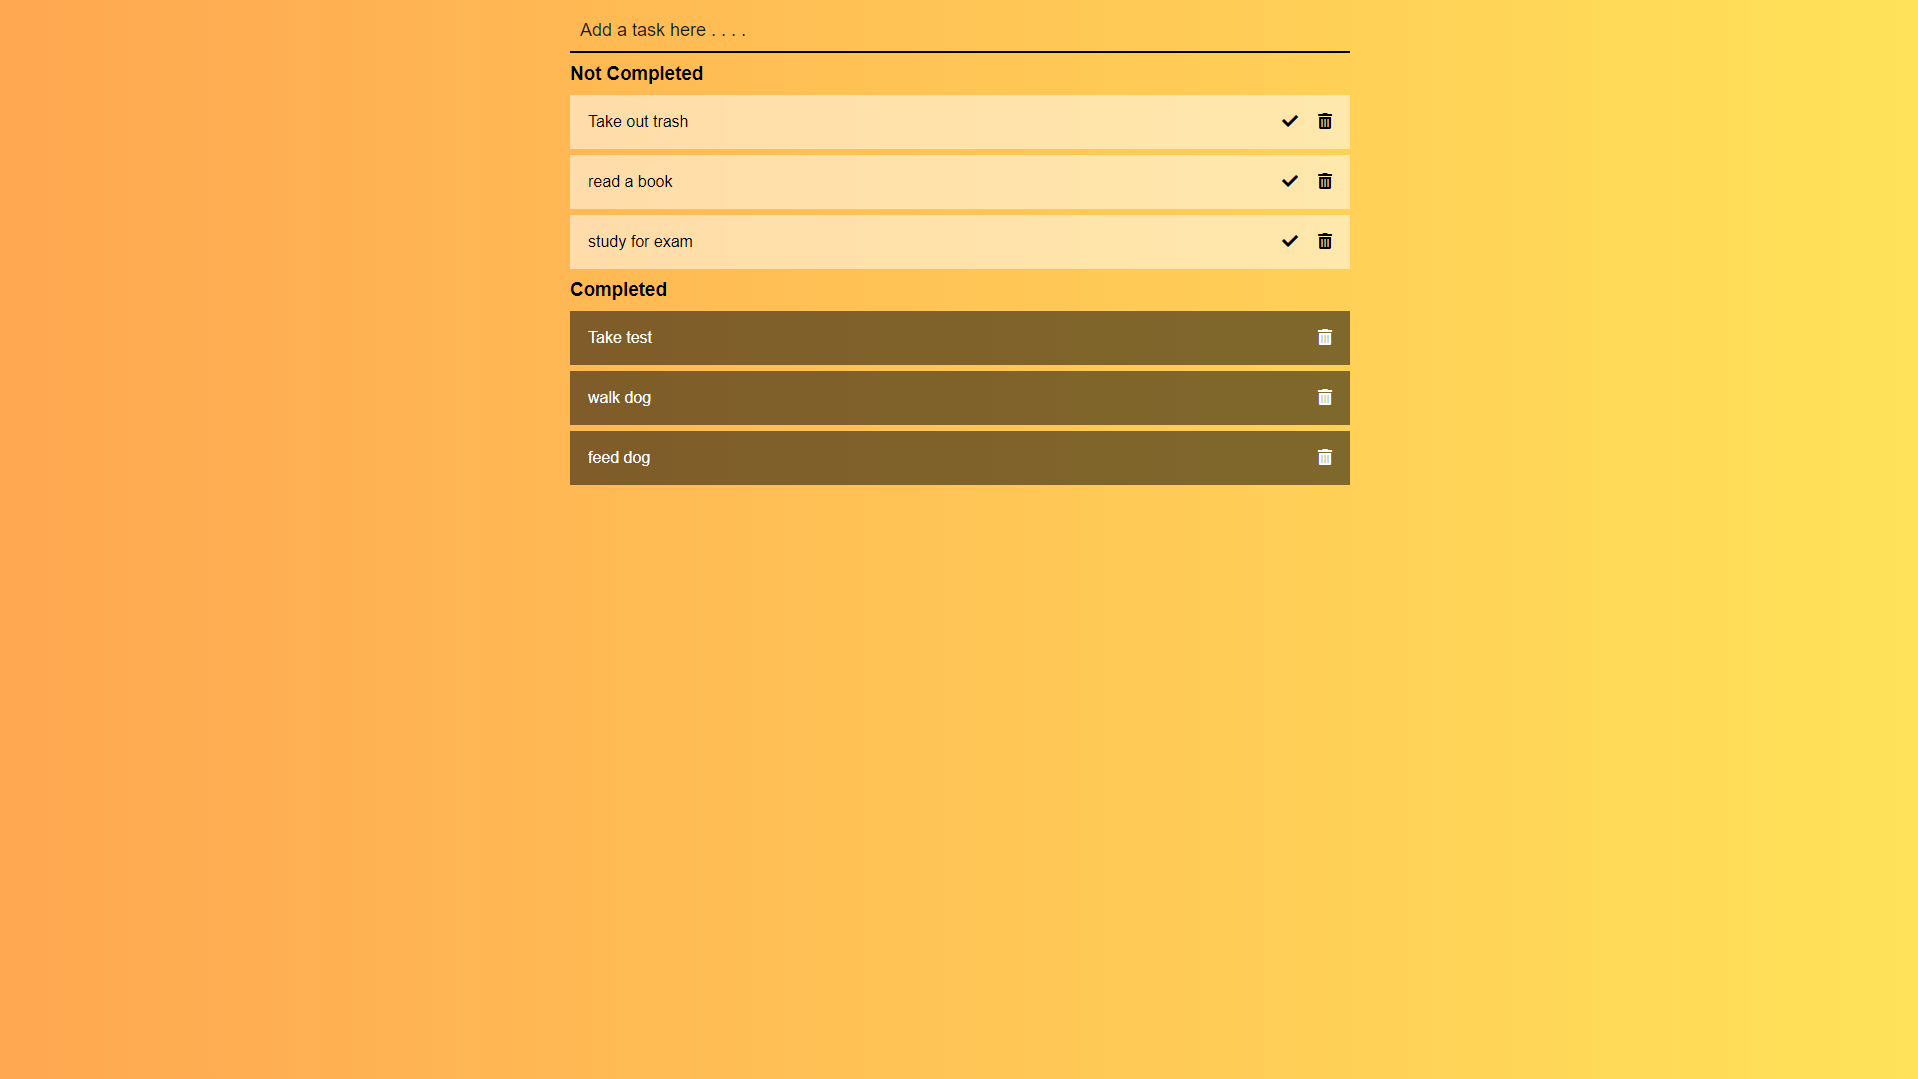 Add a task here . . . .
Not Completed
Take out trash
read a book
study for exam
Completed
Take test
walk dog
feed dog